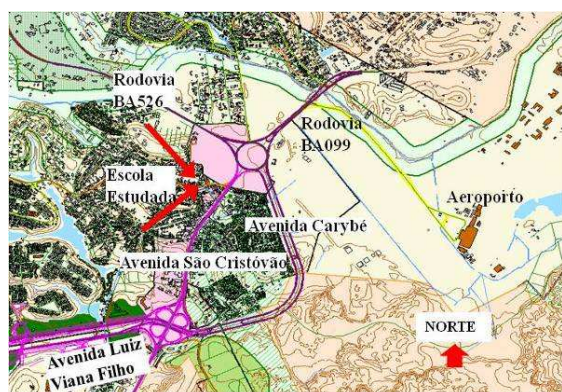 Rodovia
BA526
Rodovia
BA099
Escola
Estudada
Aeroporto
Avenida Carybé
Avenida São Cristóvão
NORTE
Avenida Luiz
Viana Filho